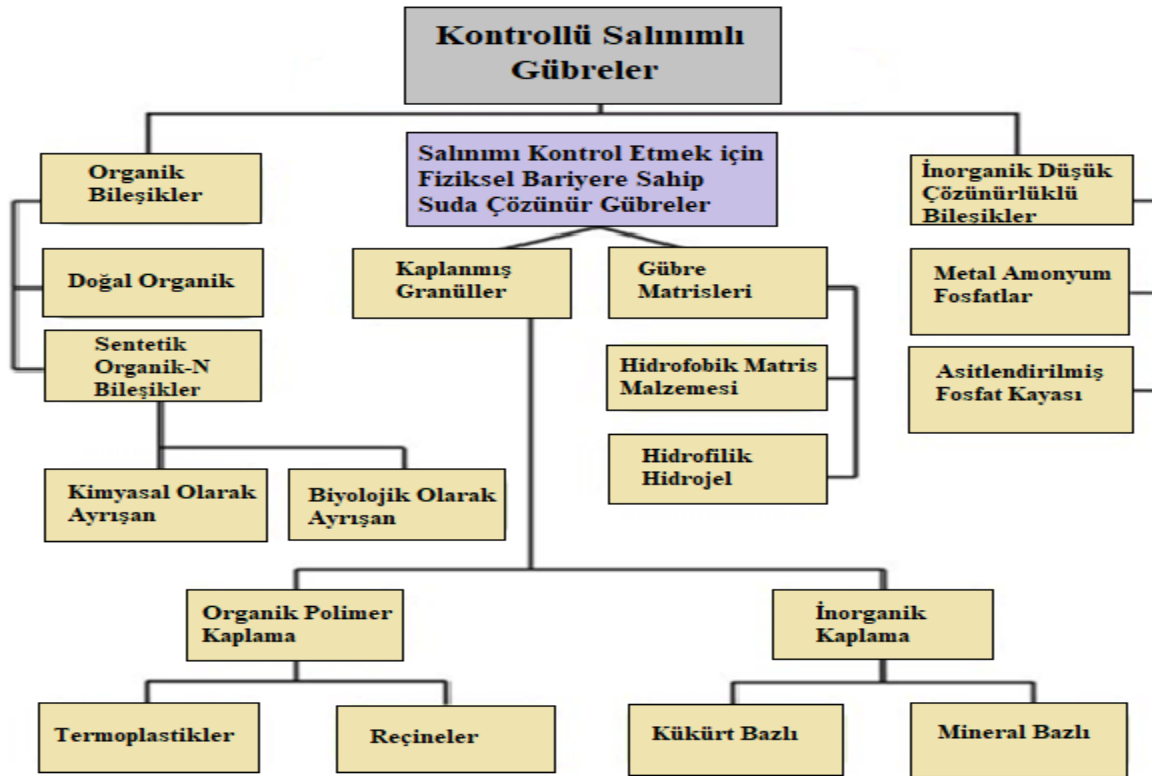 Kontrollü Salınımlı
Gübreler
Organik
Bileşikler
Salınımı Kontrol Etmek için
Fiziksel Bariyere Sahip
Suda Çözünür Gübreler
İnorganik Düşük
Çözünürlüklü
Bileşikler
Doğal Organik
Kaplanmış
Granüller
Gübre
Matrisleri
Metal Amonyum
Fosfatlar
Sentetik
Organik-N
Bileşikler
Hidrofobik Matris
Malzemesi
Asitlendirilmiş
Fosfat Kayası
Hidrofilik
Hidrojel
Kimyasal Olarak
Ayrışan
Biyolojik Olarak
Ayrışan
Organik Polimer
Kaplama
İnorganik
Kaplama
Termoplastikler
Reçineler
Kükürt Bazlı
Mineral Bazlı